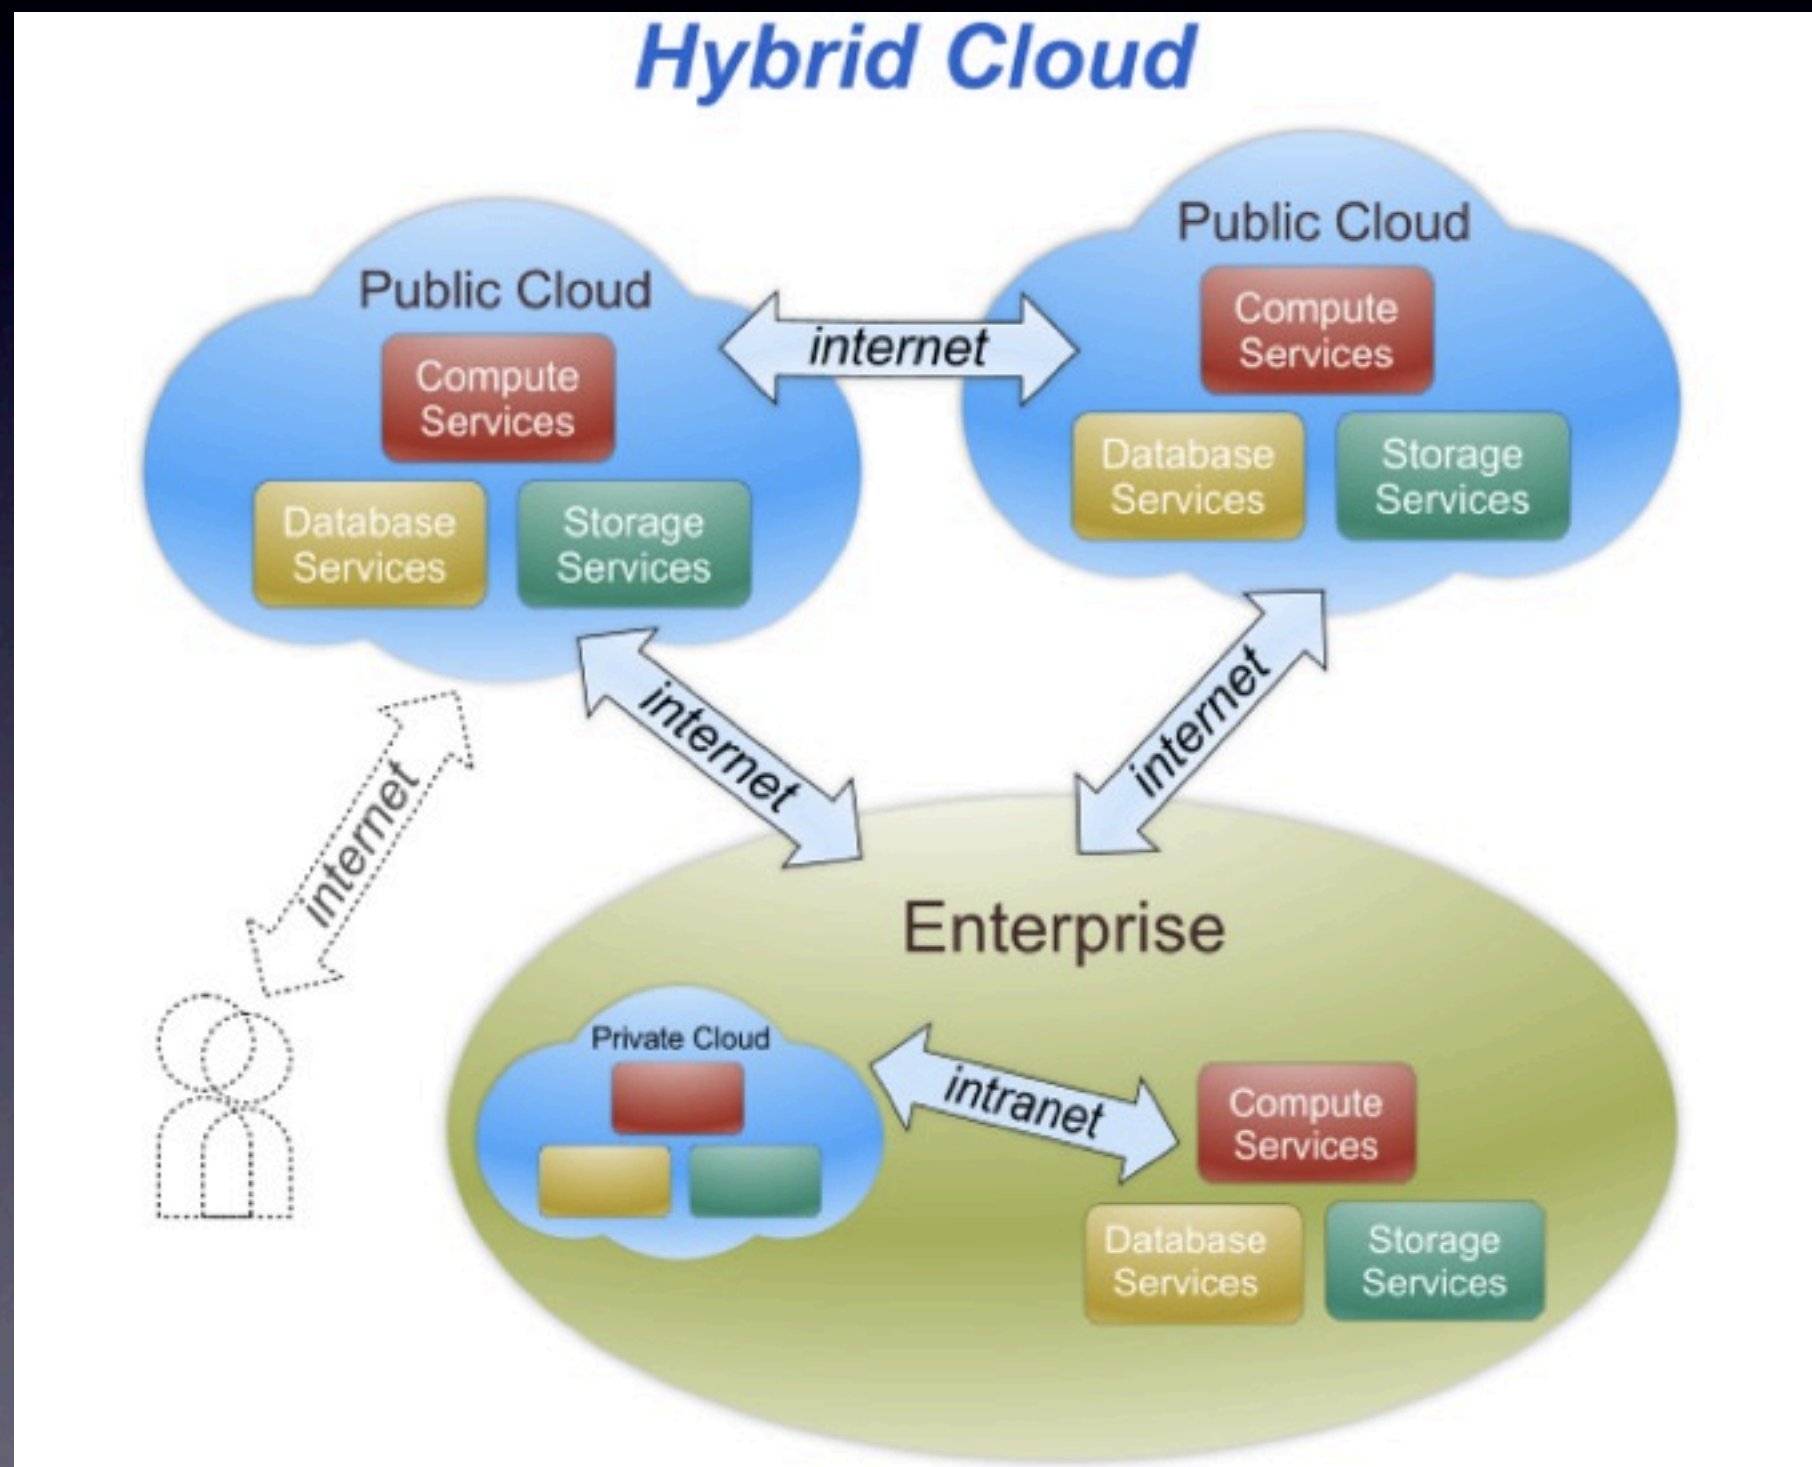 Hybrid Cloud
Public Cloud
Compute
Services
Database
Services
Storage
Services
internet
Public Cloud
Compute
Services
Database
Services
Storage
Services
internet
internet
internet
Enterprise
Private Cloud
intranet
Compute
Services
Database
Services
Storage
Services